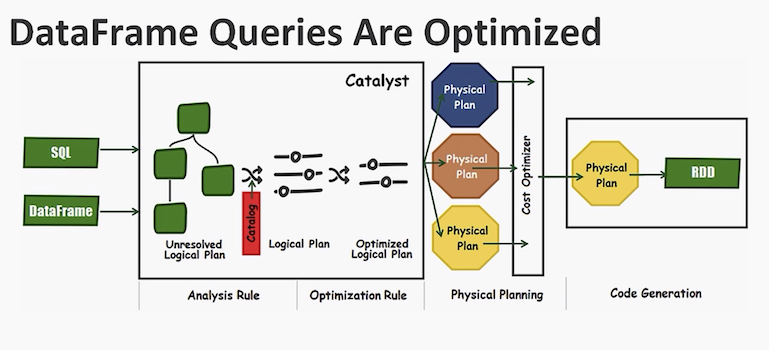 DataFrame Queries Are Optimized
SQL
DataFrame
Catalyst
Catalog
Unresolved
Logical Plan
Logical Plan
Optimized
Logical Plan
Physical
Plan
Physical
Plan
Physical
Plan
Cost Optimizer
Physical
Plan
RDD
Analysis Rule
Optimization Rule
Physical Planning
Code Generation